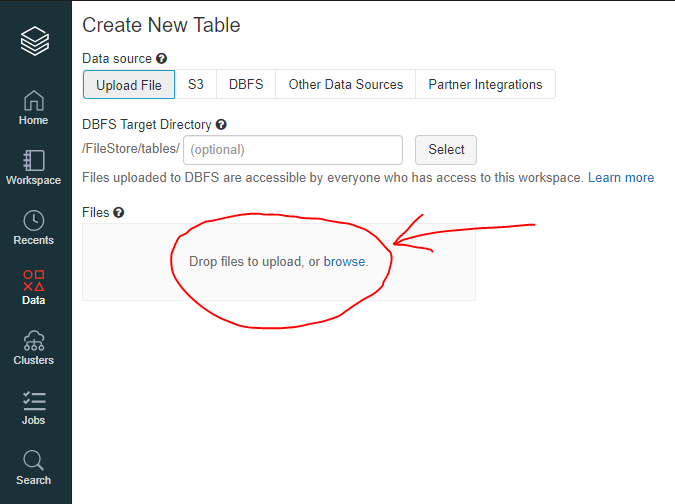 Create New Table
Data source ?
Upload File S3 DBFS Other Data Sources Partner Integrations
DBFS Target Directory ?
/FileStore/tables/ (optional) Select
Files uploaded to DBFS are accessible by everyone who has access to this workspace. Learn more
Files ?
Drop files to upload, or browse.
Home
Workspace
Recents
Data
Clusters
Jobs
Search